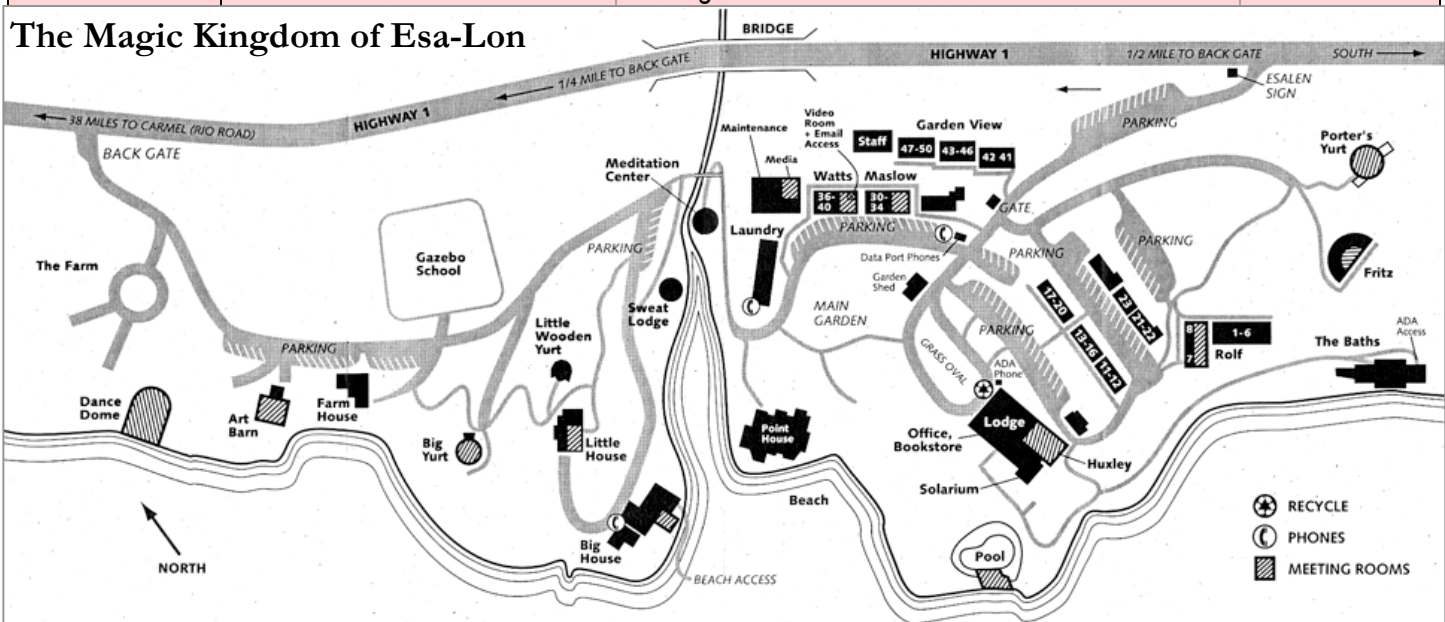 The Magic Kingdom of Esa-Lon
BRIDGE
HIGHWAY 1
1/2 MILE TO BACK GATE
SOUTH
1/4 MILE TO BACK GATE
HIGHWAY 1
38 MILES TO CARMEL (RIO ROAD)
BACK GATE
ESALEN
SIGN
PARKING
Porter's
Yurt
Video
Room
+ Email
Access
Maintenance
Media
Garden View
Staff
47-50
43-46
42 41
Meditation
Center
Watts
Maslow
36-
40
30-
34
GATE
PARKING
Laundry
PARKING
Data Port Phones
PARKING
PARKING
Fritz
The Farm
Gazebo
School
Garden
Shed
Sweat
Lodge
MAIN
GARDEN
17-20
23
21-22
Little
Wooden
Yurt
PARKING
13-16
11-12
8
7
1-6
Rolf
The Baths
ADA
Access
PARKING
GRASS OVAL
ADA
Phone
Dance
Dome
Art
Barn
Farm
House
Big
Yurt
Little
House
Point
House
Lodge
Office,
Bookstore
Huxley
Solarium
Beach
NORTH
Big
House
BEACH ACCESS
Pool
RECYCLE
PHONES
MEETING ROOMS